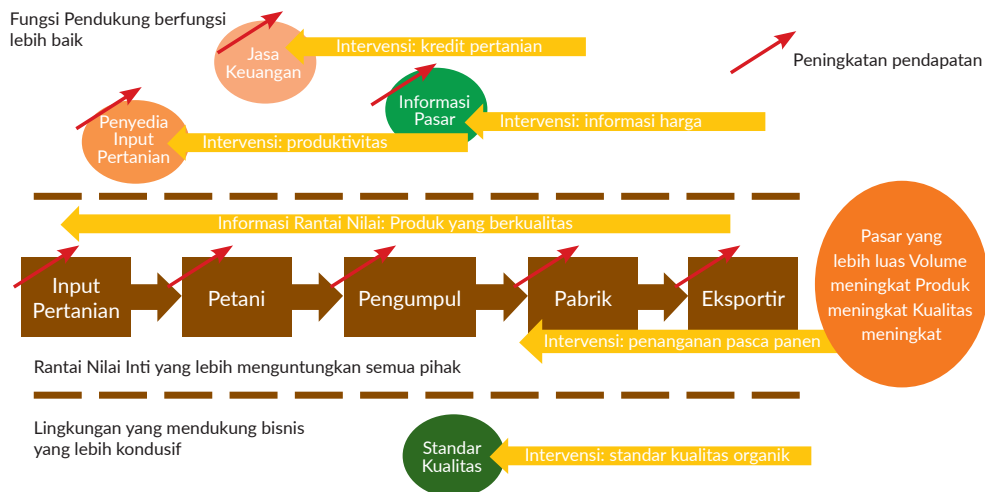 Fungsi Pendukung berfungsi
lebih baik
Jasa
Keuangan
Intervensi: kredit pertanian
Peningkatan pendapatan
Informasi
Pasar
Intervensi: informasi harga
Penyedia
Input
Pertanian
Intervensi: produktivitas
Informasi Rantai Nilai: Produk yang berkualitas
Input
Pertanian
Petani
Pengumpul
Pabrik
Eksportir
Pasar yang
lebih luas Volume
meningkat Produk
meningkat Kualitas
meningkat
Intervensi: penanganan pasca panen
Rantai Nilai Inti yang lebih menguntungkan semua pihak
Lingkungan yang mendukung bisnis
yang lebih kondusif
Standar
Kualitas
Intervensi: standar kualitas organik